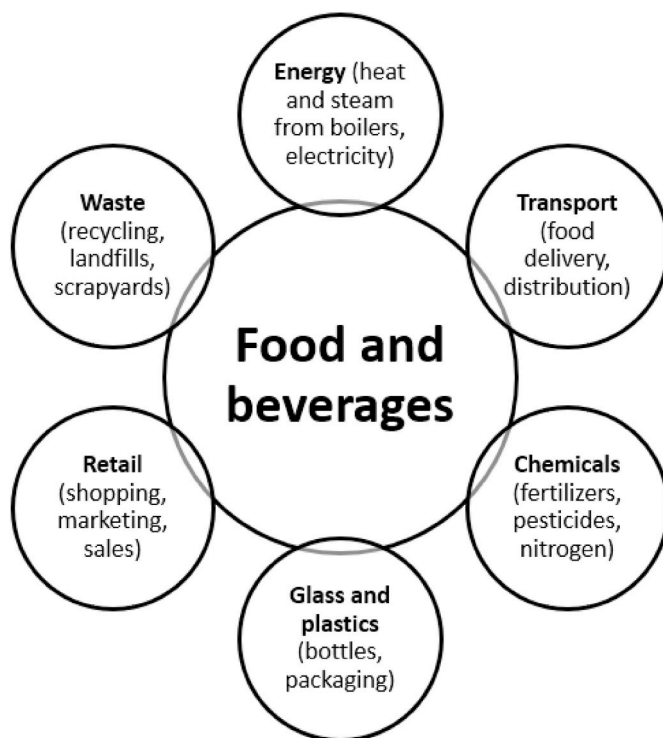 Energy (heat
and steam
from boilers,
electricity)
Transport
(food
delivery,
distribution)
Chemicals
(fertilizers,
pesticides,
nitrogen)
Glass and
plastics
(bottles,
packaging)
Retail
(shopping,
marketing,
sales)
Waste
(recycling,
landfills,
scrapyards)
Food and
beverages